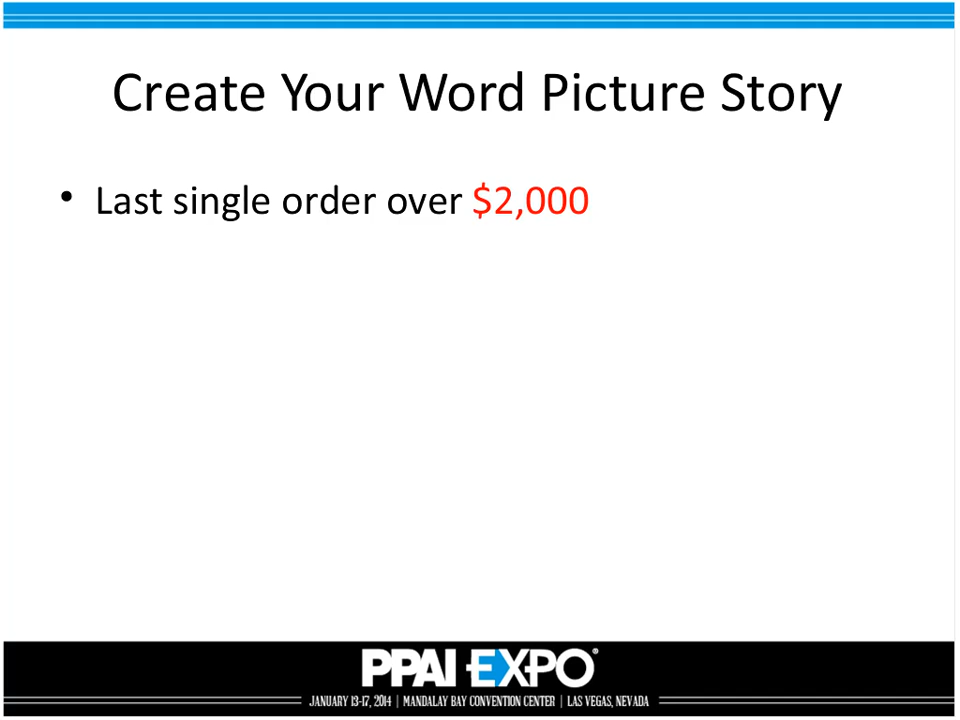 Create Your Word Picture Story
• Last single order over $2,000
PPAI EXPO®
JANUARY 13-17, 2014 | MANDALAY BAY CONVENTION CENTER | LAS VEGAS, NEVADA